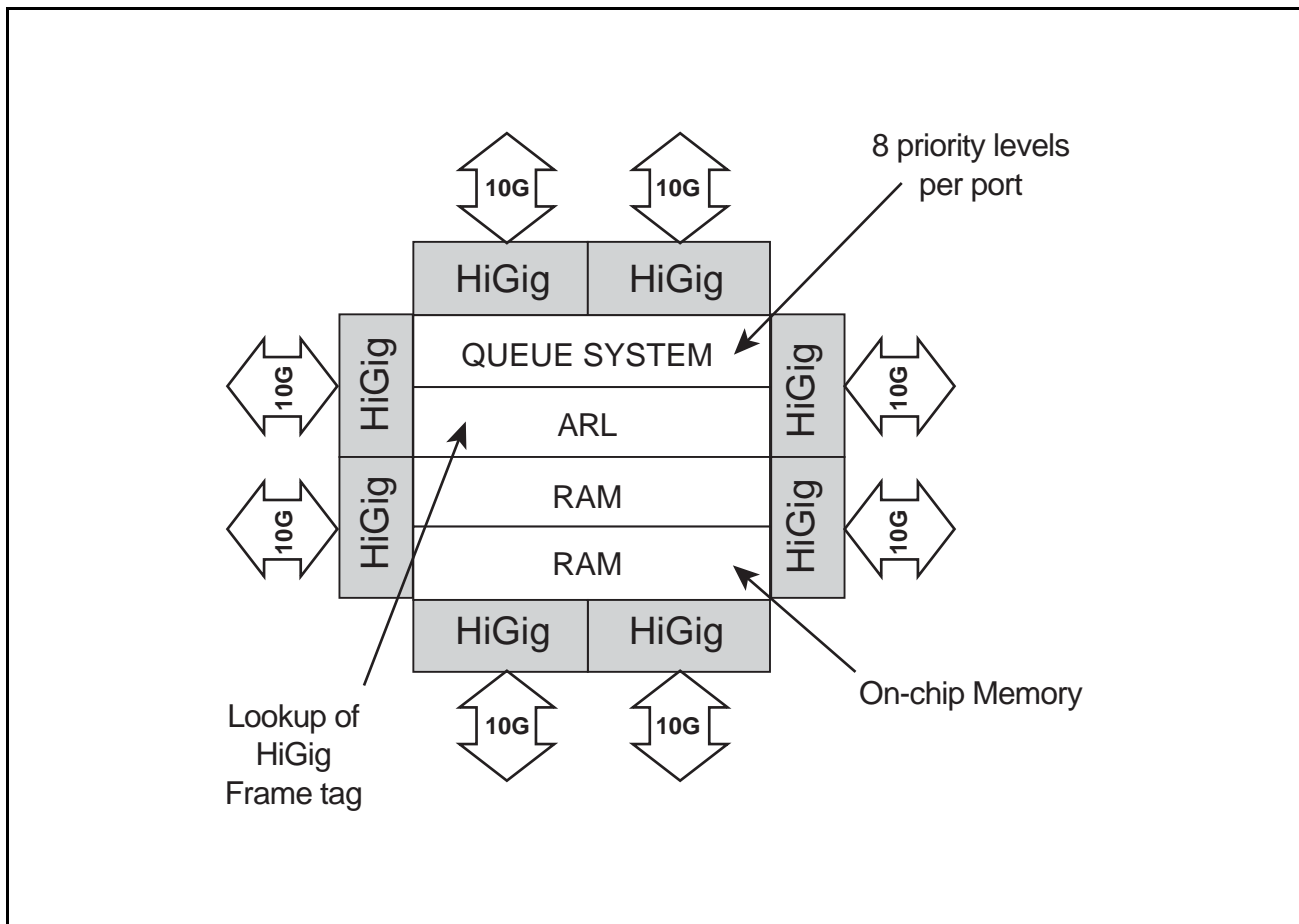 8 priority levels
per port
10G
10G
HiGig
HiGig
10G
HiGig
QUEUE SYSTEM
HiGig
10G
ARL
10G
HiGig
RAM
HiGig
10G
RAM
HiGig
HiGig
On-chip Memory
10G
10G
Lookup of
HiGig
Frame tag